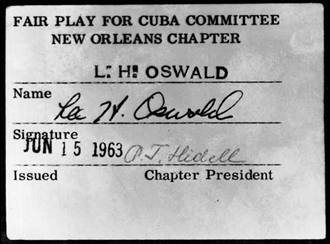 FAIR PLAY FOR CUBA COMMITTEE
NEW ORLEANS CHAPTER
L. H. OSWALD
Name
Lee H. Oswald
Signature
JUN 15 1963 A. J. Hidell
Issued Chapter President